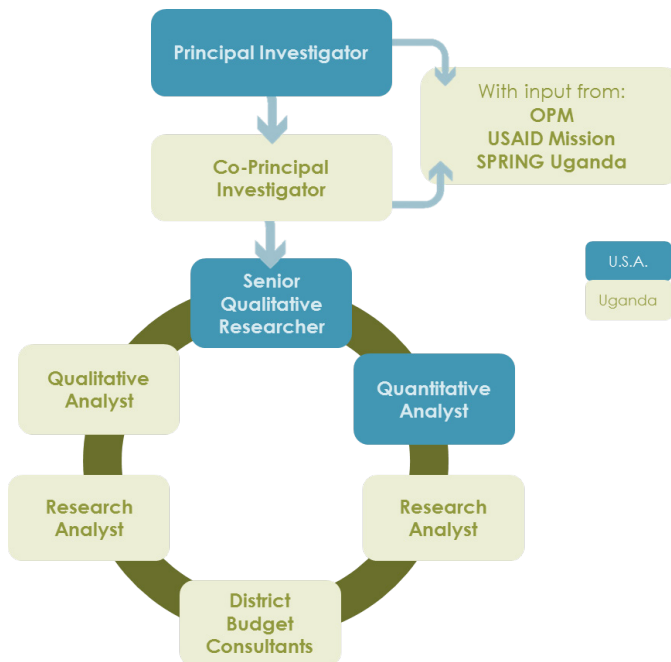 Principal Investigator
With input from:
OPM
USAID Mission
SPRING Uganda
Co-Principal
Investigator
U.S.A.
Uganda
Senior
Qualitative
Researcher
Qualitative
Analyst
Quantitative
Analyst
Research
Analyst
Research
Analyst
District
Budget
Consultants